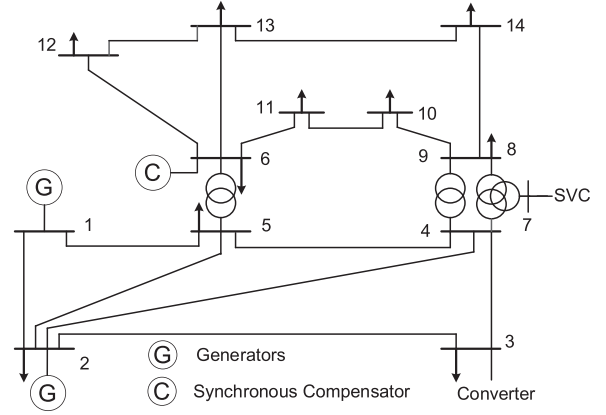 13
14
12
11
10
6
9
8
C
G
SVC
7
1
5
4
3
2
G Generators
G
C Synchronous Compensator
Converter